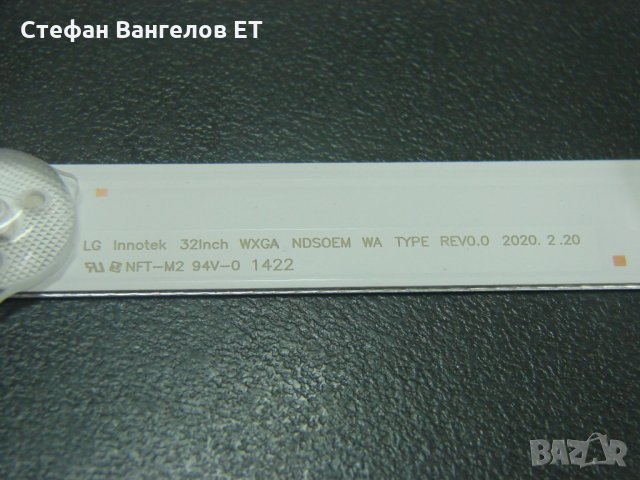 Стефан Вангелов ЕТ
LG Innotek 32Inch WXGA NDSOEM WA TYPE REV0.0 2020.2.20
NFT-M2 94V-0 1422
BAZAR